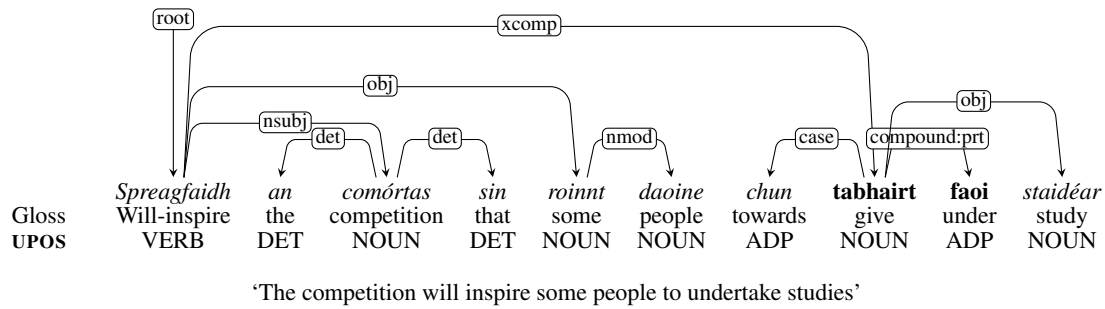 root
xcomp
obj
obj
nsubj
det det nmod case compound:prt
Spreagfaidh an comórtas sin roinnt daoine chun tabhairt faoi staidéar
Gloss Will-inspire the competition that some people towards give under study
UPOS VERB DET NOUN DET NOUN NOUN ADP NOUN ADP NOUN
‘The competition will inspire some people to undertake studies’